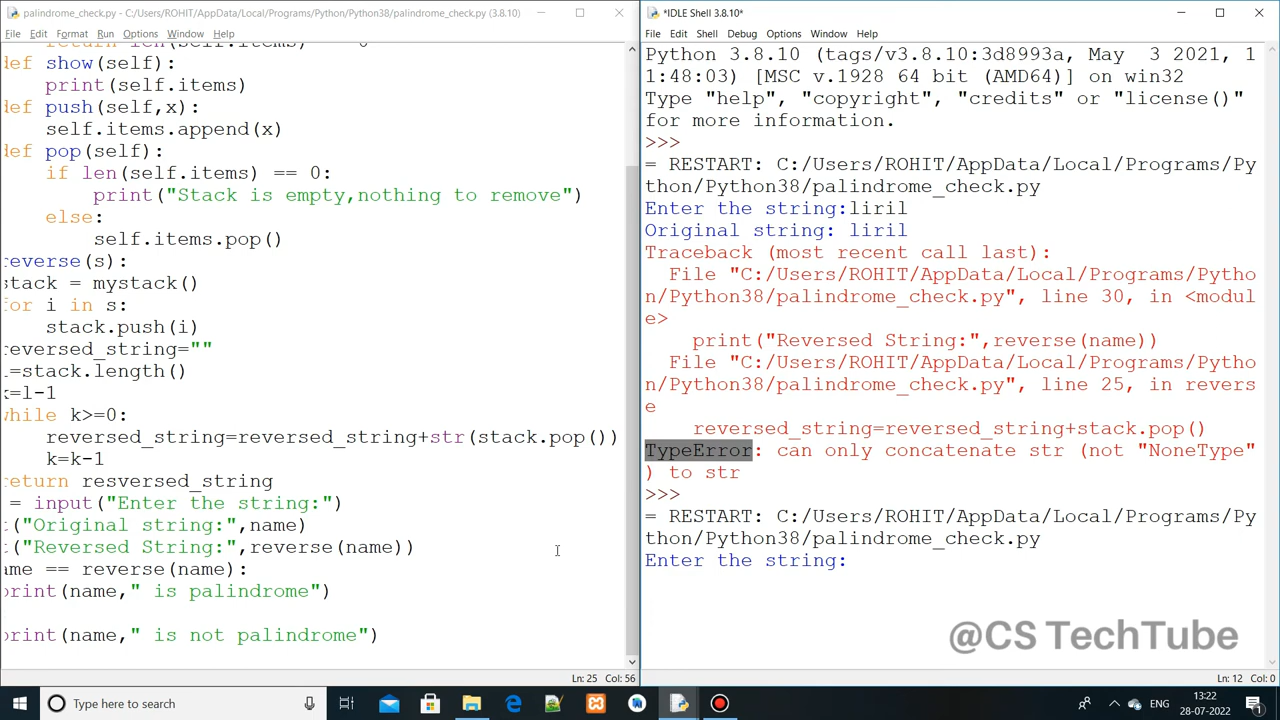 palindrome_check.py - C:/Users/ROHIT/AppData/Local/Programs/Python/Python38/palindrome_check.py (3.8.10)
File Edit Format Run Options Window Help
def show(self):
print(self.items)
def push(self,x):
self.items.append(x)
def pop(self):
if len(self.items) == 0:
print("Stack is empty,nothing to remove")
else:
self.items.pop()
reverse(s):
stack = mystack()
for i in s:
stack.push(i)
reversed_string=""
l=stack.length()
k=l-1
while k>=0:
reversed_string=reversed_string+str(stack.pop())
k=k-1
return resversed_string
= input("Enter the string:")
t("Original string:",name)
t("Reversed String:",reverse(name))
ame == reverse(name):
print(name," is palindrome")
print(name," is not palindrome")
Ln: 25 Col: 56
*IDLE Shell 3.8.10*
File Edit Shell Debug Options Window Help
Python 3.8.10 (tags/v3.8.10:3d8993a, May 3 2021, 1
1:48:03) [MSC v.1928 64 bit (AMD64)] on win32
Type "help", "copyright", "credits" or "license()"
for more information.
>>>
= RESTART: C:/Users/ROHIT/AppData/Local/Programs/Py
thon/Python38/palindrome_check.py
Enter the string:liril
Original string: liril
Traceback (most recent call last):
File "C:/Users/ROHIT/AppData/Local/Programs/Pytho
n/Python38/palindrome_check.py", line 30, in <modul
e>
print("Reversed String:",reverse(name))
File "C:/Users/ROHIT/AppData/Local/Programs/Pytho
n/Python38/palindrome_check.py", line 25, in revers
e
reversed_string=reversed_string+stack.pop()
TypeError: can only concatenate str (not "NoneType"
) to str
>>>
= RESTART: C:/Users/ROHIT/AppData/Local/Programs/Py
thon/Python38/palindrome_check.py
Enter the string:
@CS TechTube
Ln: 12 Col: 0
Type here to search
ENG
13:22
28-07-2022